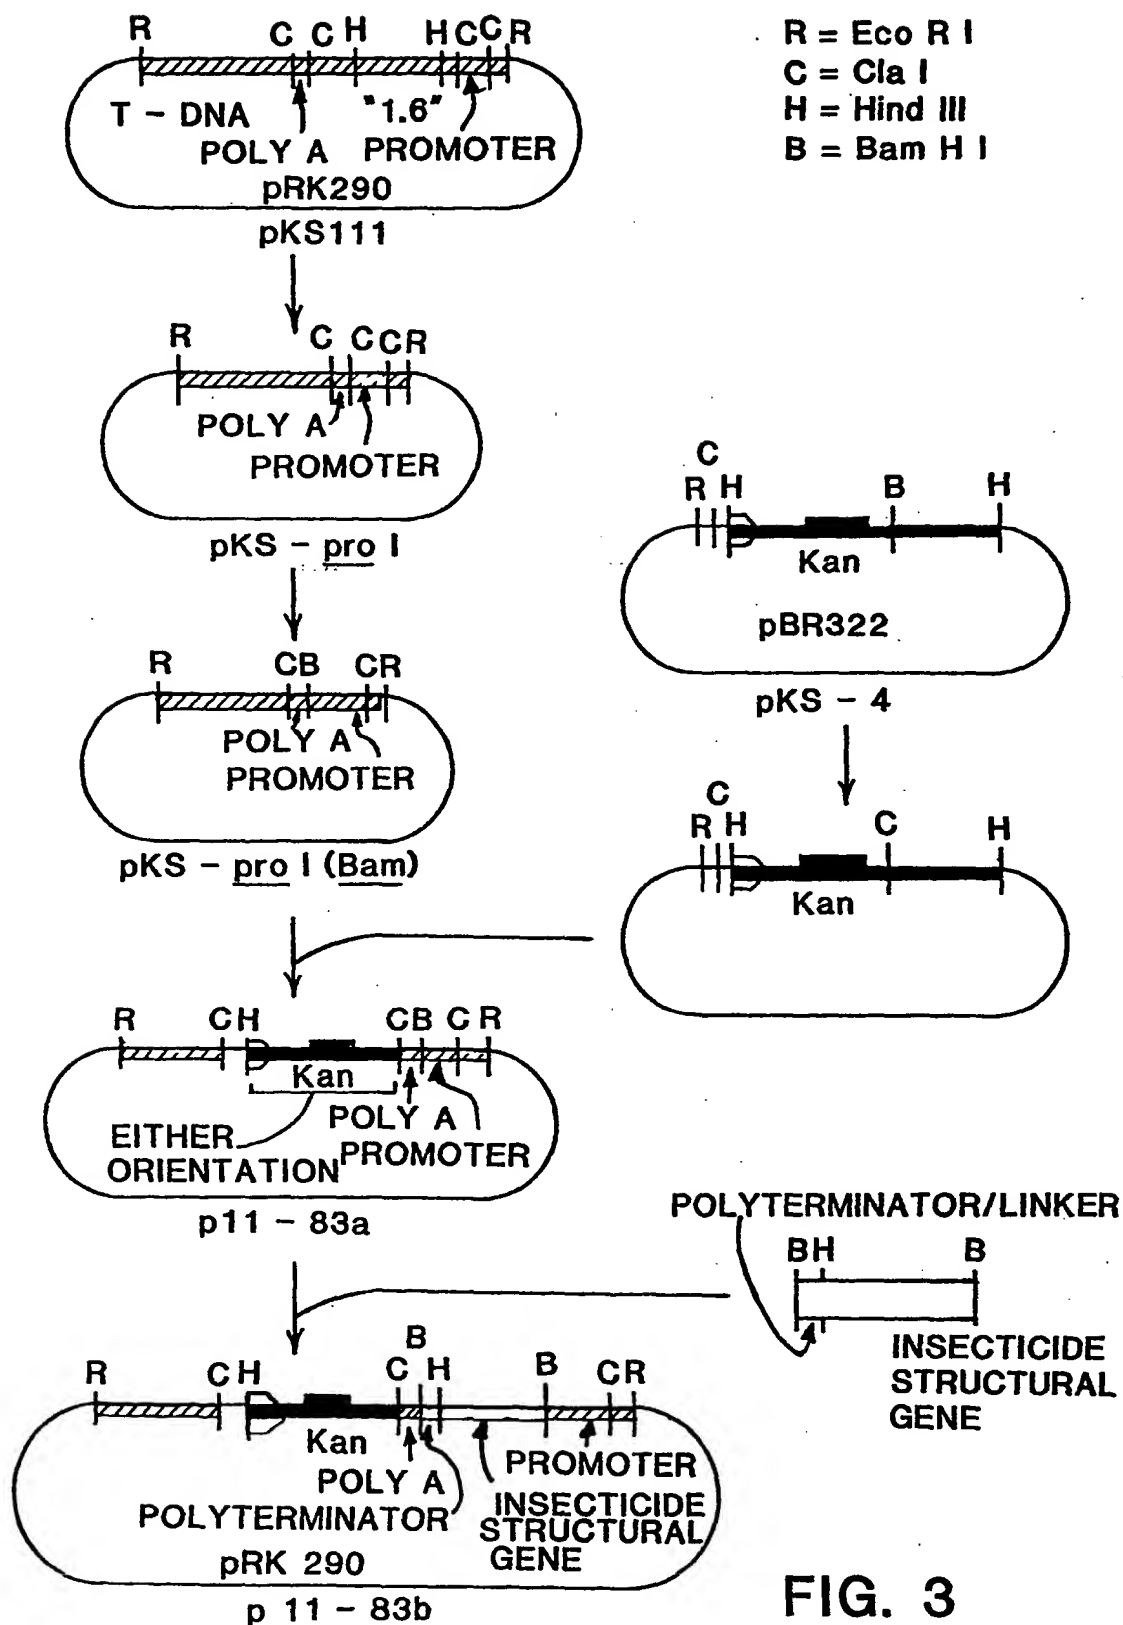 R C C H H C C R
T - DNA "1.6"
POLY A PROMOTER
pRK290
pKS111
R = Eco R I
C = Cla I
H = Hind III
B = Bam H I
R C C C R
POLY A
PROMOTER
pKS - pro I
C
R H B H
Kan
pBR322
pKS - 4
R C B C R
POLY A
PROMOTER
pKS - pro I (Bam)
C
R H C H
Kan
R C H C B C R
Kan
POLY A
EITHER
ORIENTATION
PROMOTER
p11 - 83a
POLYTERMINATOR/LINKER
B H B
INSECTICIDE
STRUCTURAL
GENE
B
R C H C H B C R
Kan
POLY A
POLYTERMINATOR
PROMOTER
INSECTICIDE
STRUCTURAL
GENE
pRK 290
p 11 - 83b
FIG. 3